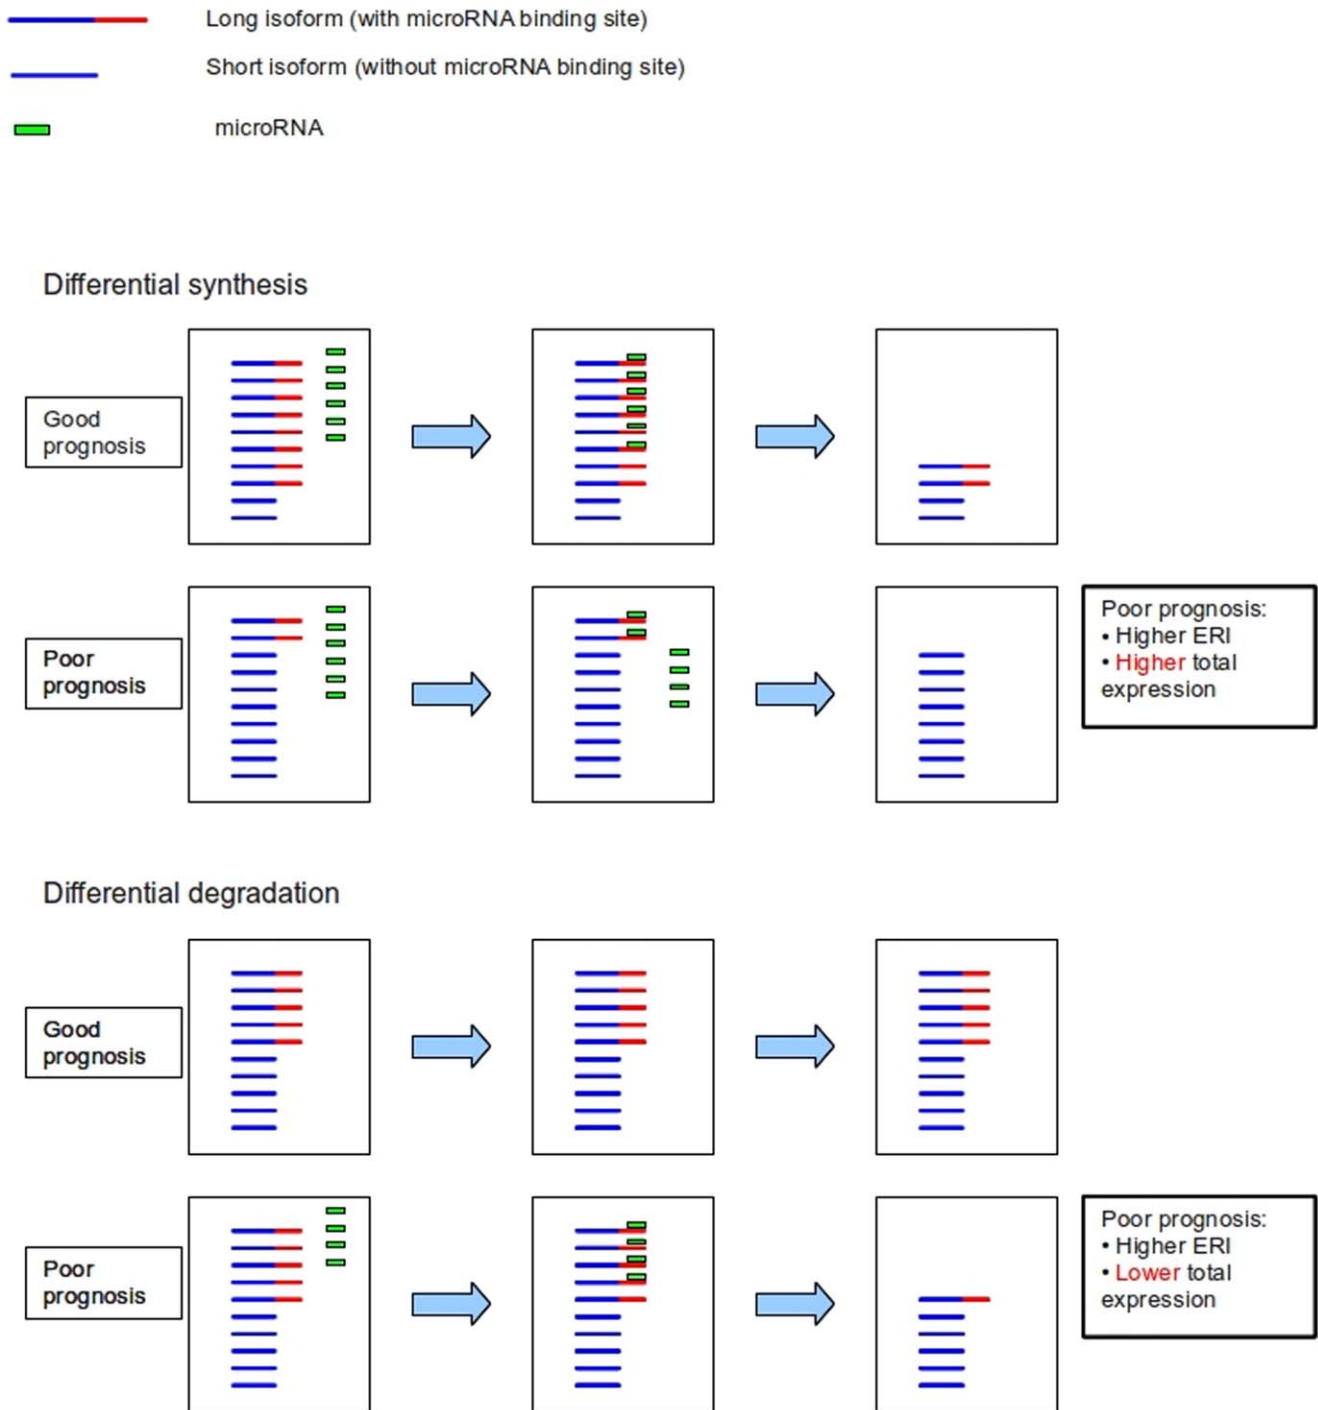 Long isoform (with microRNA binding site)
Short isoform (without microRNA binding site)
microRNA
Differential synthesis
Good
prognosis
Poor
prognosis
Poor prognosis:
• Higher ERI
• Higher total
expression
Differential degradation
Good
prognosis
Poor
prognosis
Poor prognosis:
• Higher ERI
• Lower total
expression